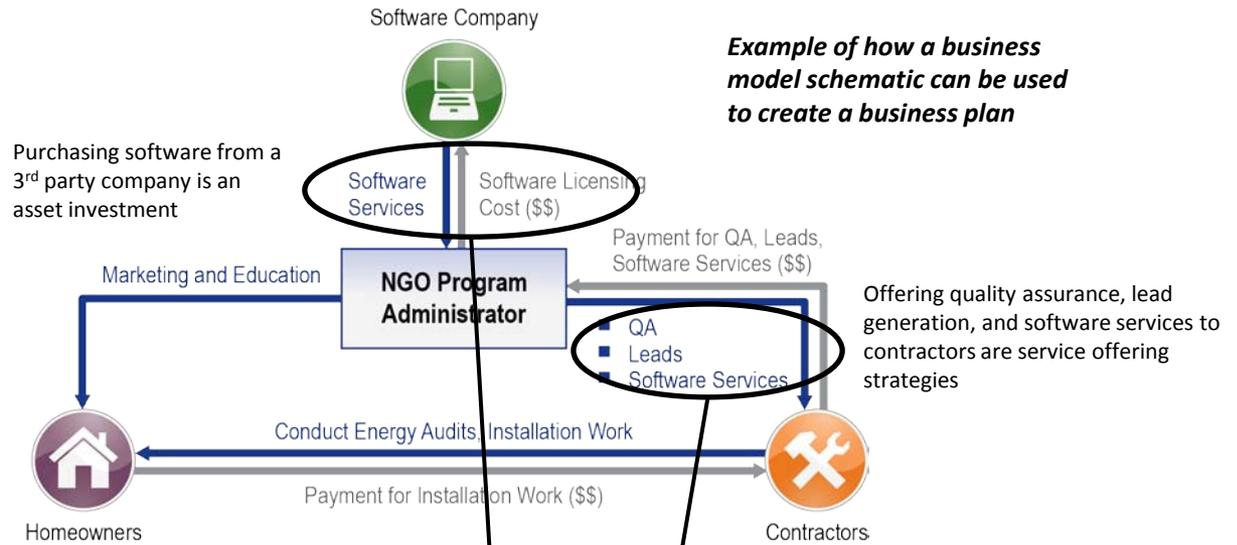 Software Company
Example of how a business
model schematic can be used
to create a business plan
Purchasing software from a
3rd party company is an
asset investment
Software
Services
Software Licensing
Cost ($$)
Payment for QA, Leads,
Software Services ($$)
Marketing and Education
NGO Program
Administrator
QA
Leads
Software Services
Offering quality assurance, lead
generation, and software services to
contractors are service offering
strategies
Conduct Energy Audits, Installation Work
Payment for Installation Work ($$)
Homeowners
Contractors